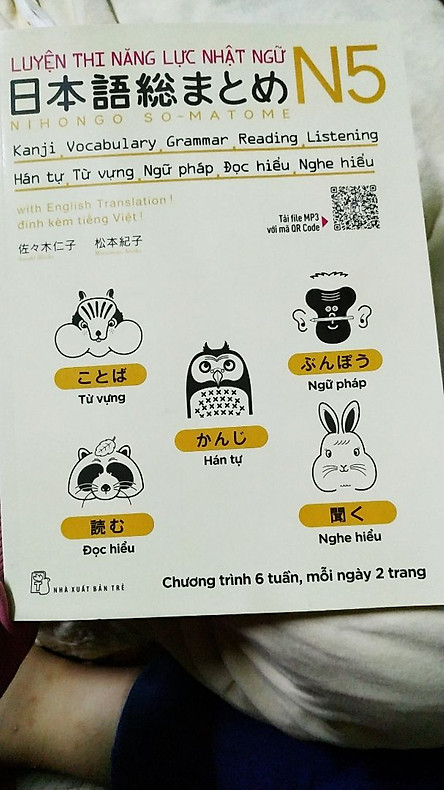 LUYỆN THI NĂNG LỰC NHẬT NGỮ
日本語総まとめ N5
NIHONGO SO-MATOME
Kanji Vocabulary Grammar Reading Listening
Hán tự Từ vựng Ngữ pháp Đọc hiểu Nghe hiểu
with English Translation!
đính kèm tiếng Việt!
佐々木仁子 松本紀子
Tải file MP3
với mã QR Code
ことば
Từ vựng
ぶんぽう
Ngữ pháp
かんじ
Hán tự
読む
Đọc hiểu
聞く
Nghe hiểu
NHÀ XUẤT BẢN TRẺ
Chương trình 6 tuần, mỗi ngày 2 trang